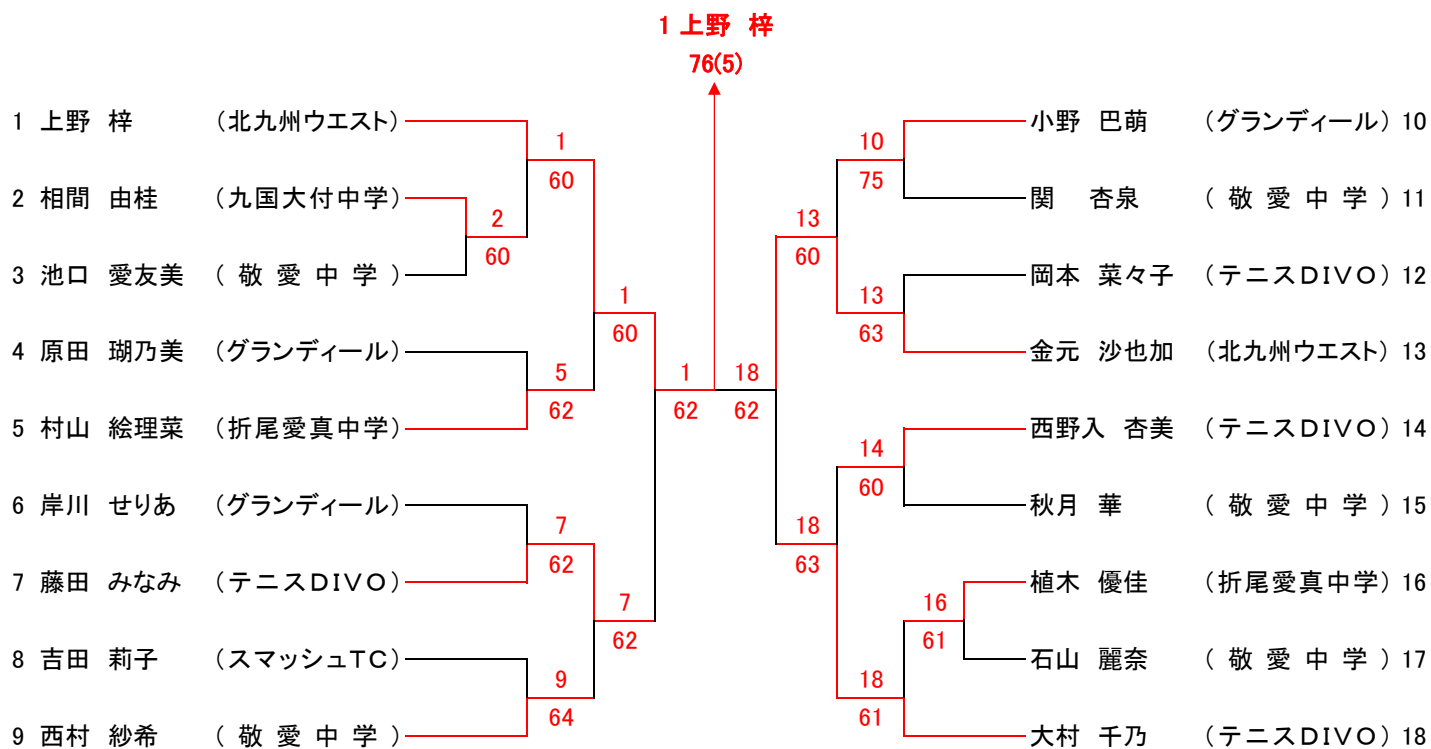 1 上野 梓
76(5)
1 上野 梓 (北九州ウエスト)
2 相間 由桂 (九国大付中学)
3 池口 愛友美 (敬愛中学)
4 原田 瑚乃美 (グランディール)
5 村山 絵理菜 (折尾愛真中学)
6 岸川 せりあ (グランディール)
7 藤田 みなみ (テニスDIVO)
8 吉田 莉子 (スマッシュTC)
9 西村 紗希 (敬愛中学)
2
60
1
60
5
62
7
62
9
64
1
60
7
62
1
62
18
62
13
60
18
63
10
75
13
63
14
60
18
61
16
61
小野 巴萌 (グランディール) 10
関 杏泉 (敬愛中学) 11
岡本 菜々子 (テニスDIVO) 12
金元 沙也加 (北九州ウエスト) 13
西野入 杏美 (テニスDIVO) 14
秋月 華 (敬愛中学) 15
植木 優佳 (折尾愛真中学) 16
石山 麗奈 (敬愛中学) 17
大村 千乃 (テニスDIVO) 18